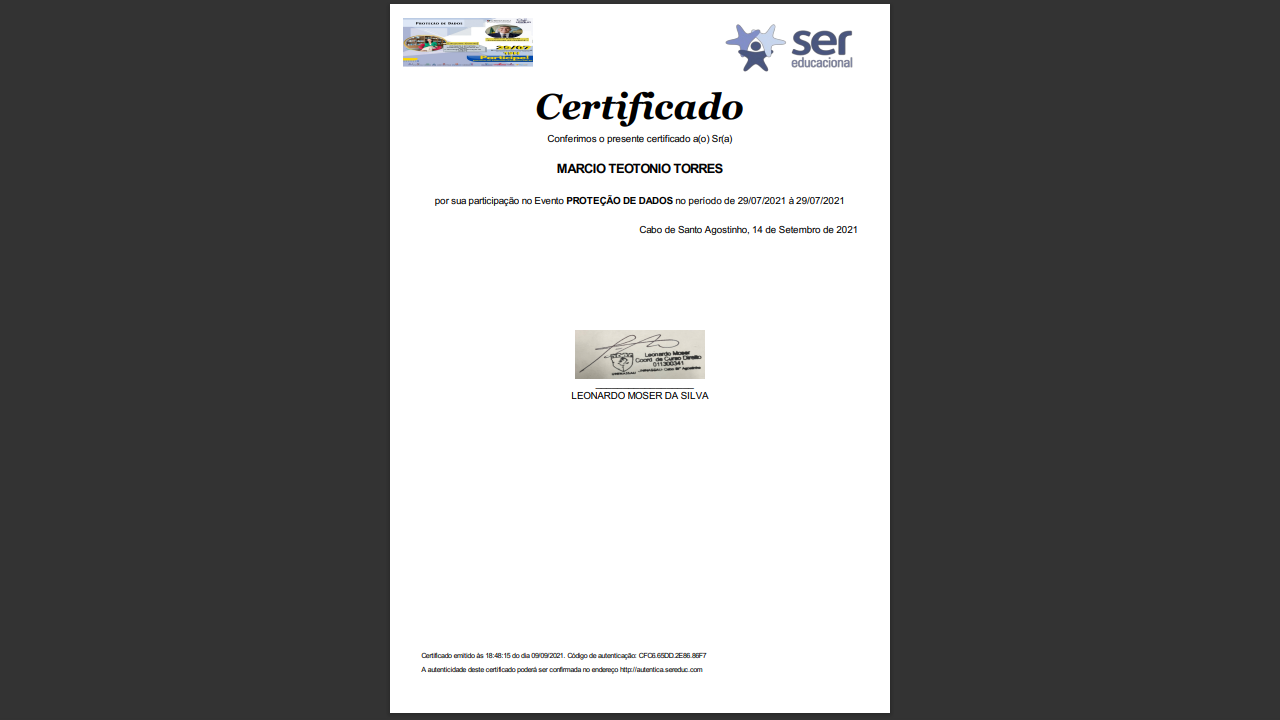 PROTEÇÃO DE DADOS
29/07
Participe!
ser
educacional
Certificado
Conferimos o presente certificado a(o) Sr(a)
MARCIO TEOTONIO TORRES
por sua participação no Evento PROTEÇÃO DE DADOS no período de 29/07/2021 à 29/07/2021
Cabo de Santo Agostinho, 14 de Setembro de 2021
Leonardo Moser
Coord. de Curso Direito
011300341
LEONARDO MOSER DA SILVA
Certificado emitido às 18:48:15 do dia 09/09/2021. Código de autenticação: CFC6.65DD.2E86.86F7
A autenticidade deste certificado poderá ser confirmada no endereço http://autentica.sereduc.com